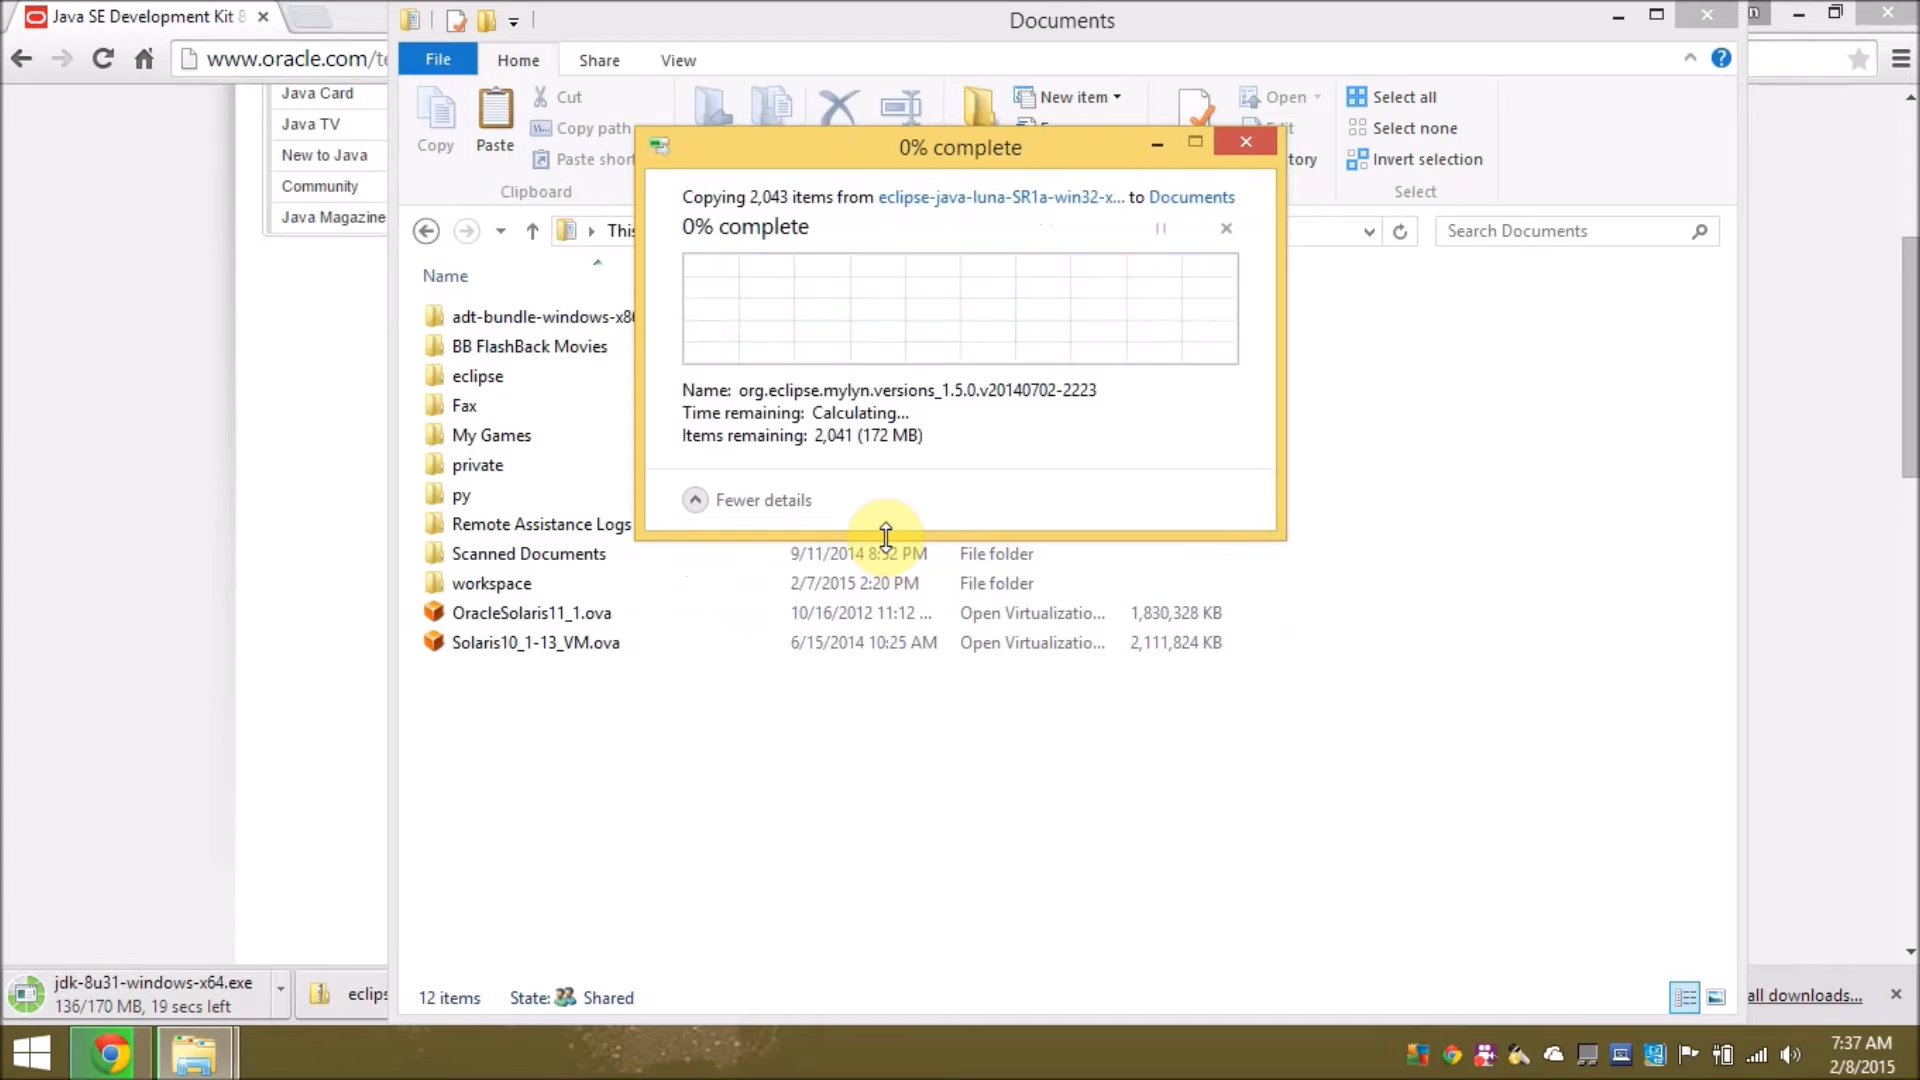 Java SE Development Kit 8
Documents
www.oracle.com/te
File
Home
Share
View
Java Card
Java TV
New to Java
Community
Java Magazine
Copy
Paste
Cut
Copy path
Paste short
Clipboard
New item
Open
Select all
Select none
Invert selection
Select
0% complete
Copying 2,043 items from eclipse-java-luna-SR1a-win32-x... to Documents
0% complete
Name: org.eclipse.mylyn.versions_1.5.0.v20140702-2223
Time remaining: Calculating...
Items remaining: 2,041 (172 MB)
Fewer details
This
Search Documents
Name
adt-bundle-windows-x86
BB FlashBack Movies
eclipse
Fax
My Games
private
py
Remote Assistance Logs
Scanned Documents 9/11/2014 8:52 PM File folder
workspace 2/7/2015 2:20 PM File folder
OracleSolaris11_1.ova 10/16/2012 11:12 ... Open Virtualizatio... 1,830,328 KB
Solaris10_1-13_VM.ova 6/15/2014 10:25 AM Open Virtualizatio... 2,111,824 KB
12 items State: Shared
jdk-8u31-windows-x64.exe
136/170 MB, 19 secs left
eclips
all downloads...
7:37 AM
2/8/2015